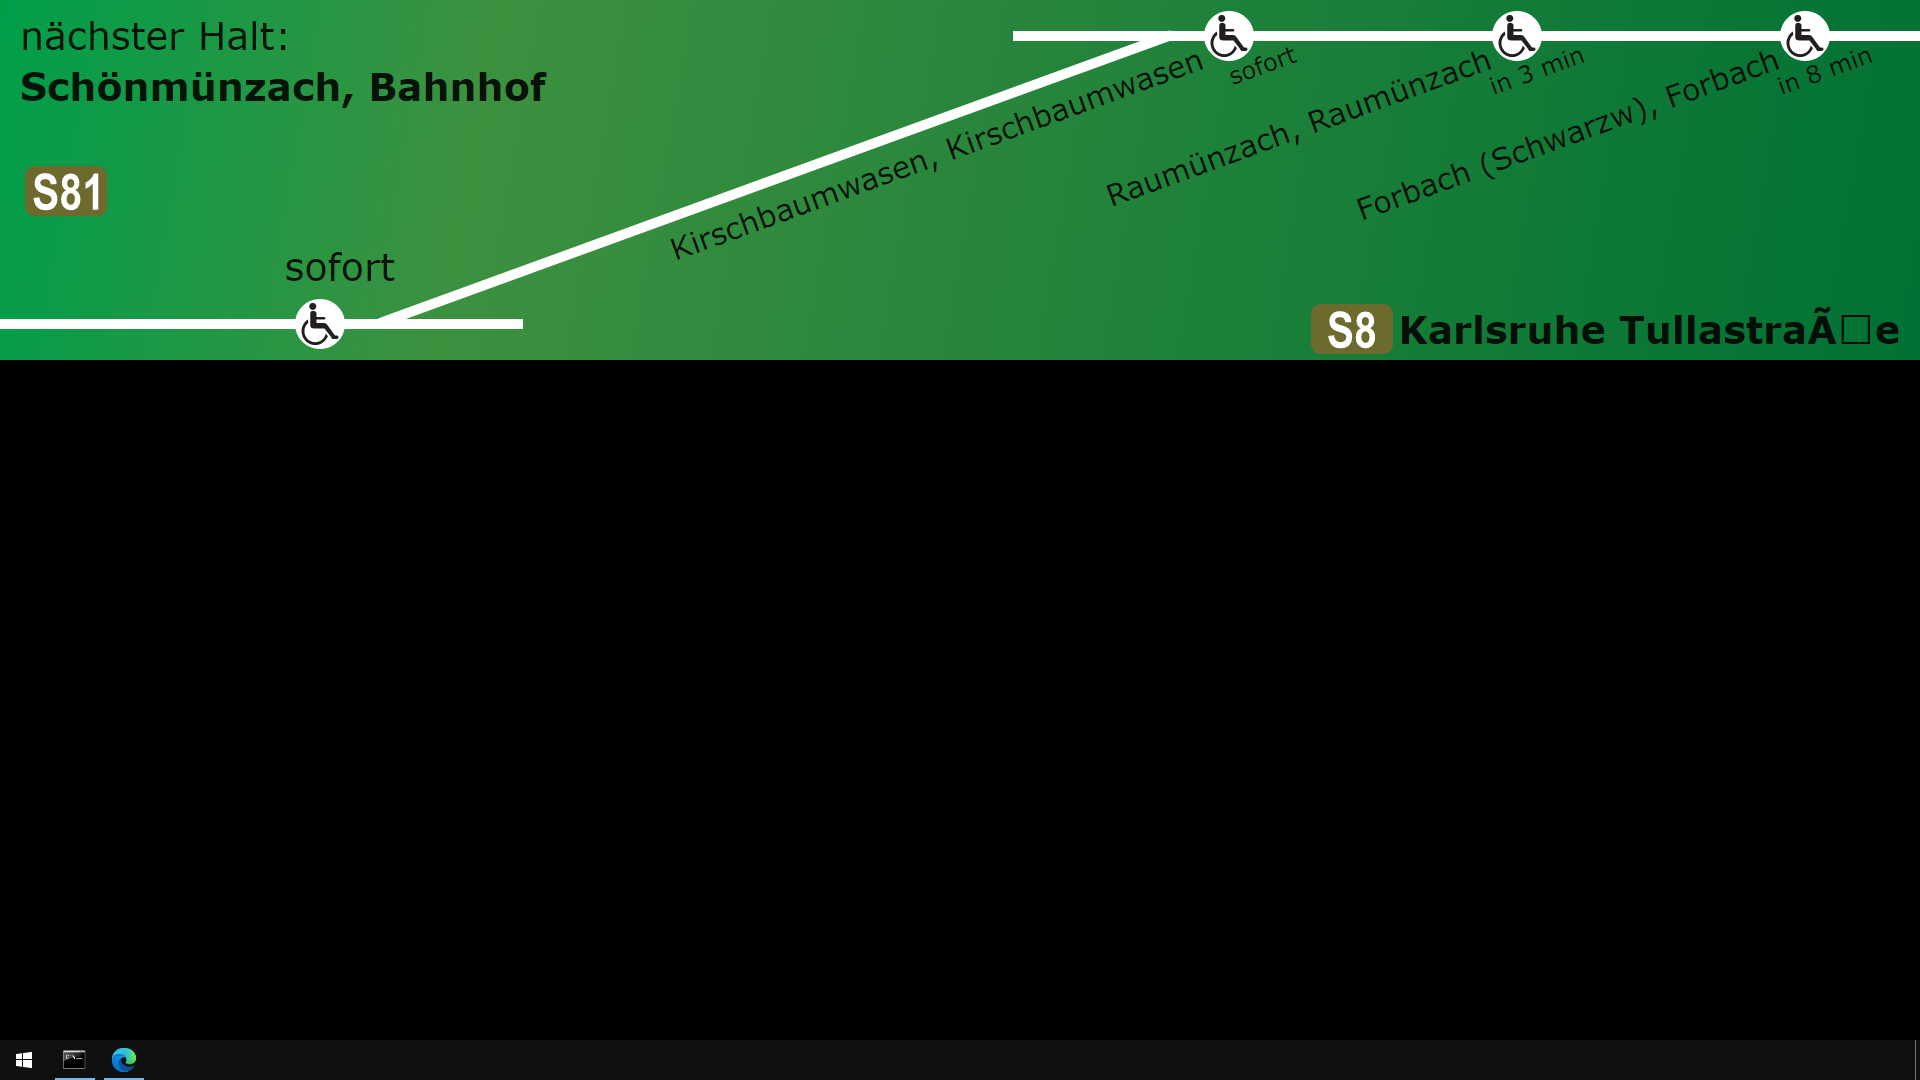 nächster Halt:
Schönmünzach, Bahnhof
S81
sofort
Kirschbaumwasen, Kirschbaumwasen
sofort
Raumünzach, Raumünzach
in 3 min
Forbach (Schwarzw), Forbach
in 8 min
S8 Karlsruhe TullastraÃ□e